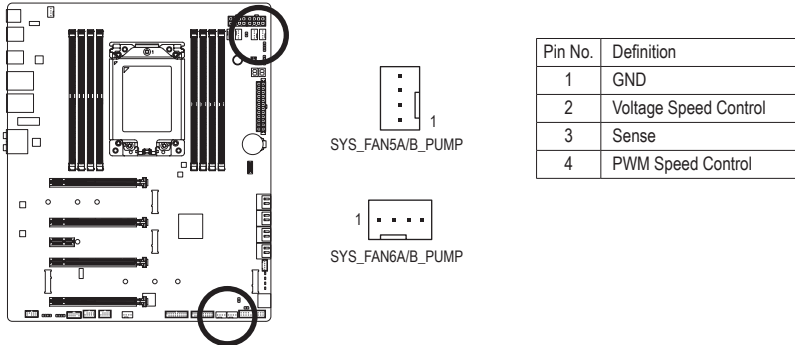 1
SYS_FAN5A/B_PUMP
1
SYS_FAN6A/B_PUMP
Pin No. Definition
1 GND
2 Voltage Speed Control
3 Sense
4 PWM Speed Control